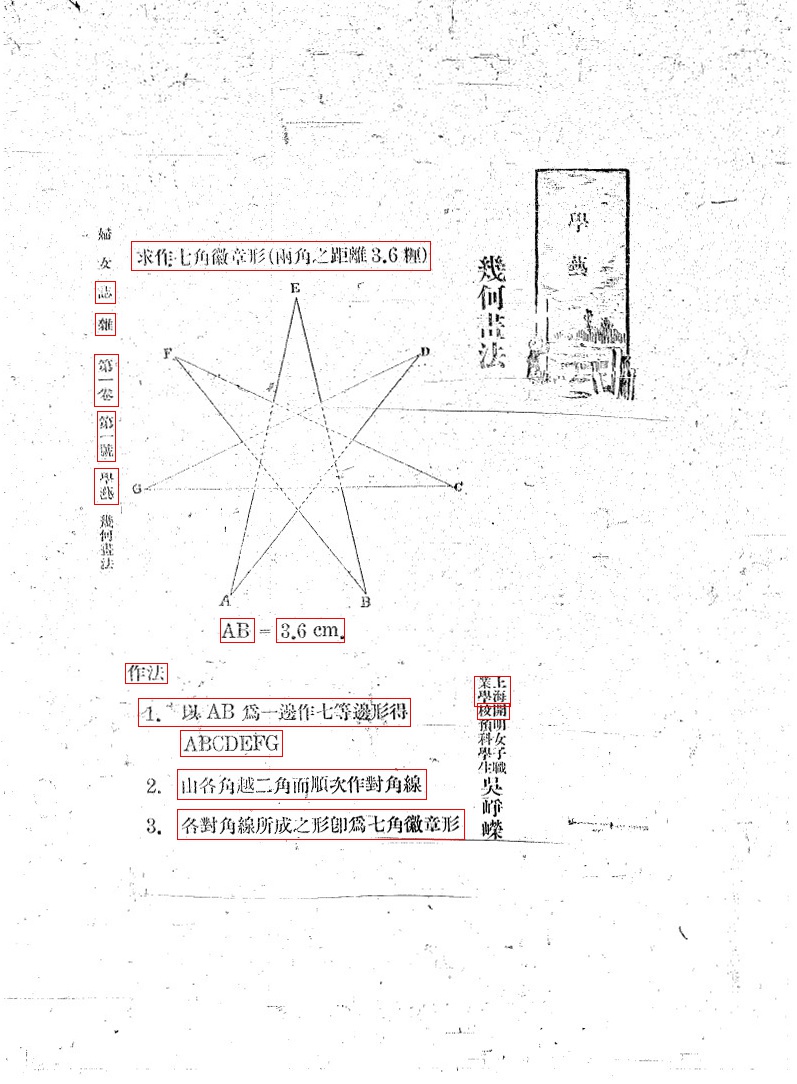 學藝
幾何畫法
上海開明女子職
業學校預科學生
吳崢嶸
求作七角徽章形(兩角之距離3.6糎)
E
F
D
G
C
A
B
AB = 3.6 cm.
作法
1. 以AB爲一邊作七等邊形得
ABCDEFG
2. 由各角越二角而順次作對角線
3. 各對角線所成之形卽爲七角徽章形
婦女雜誌 第一卷 第一號 學藝 幾何畫法